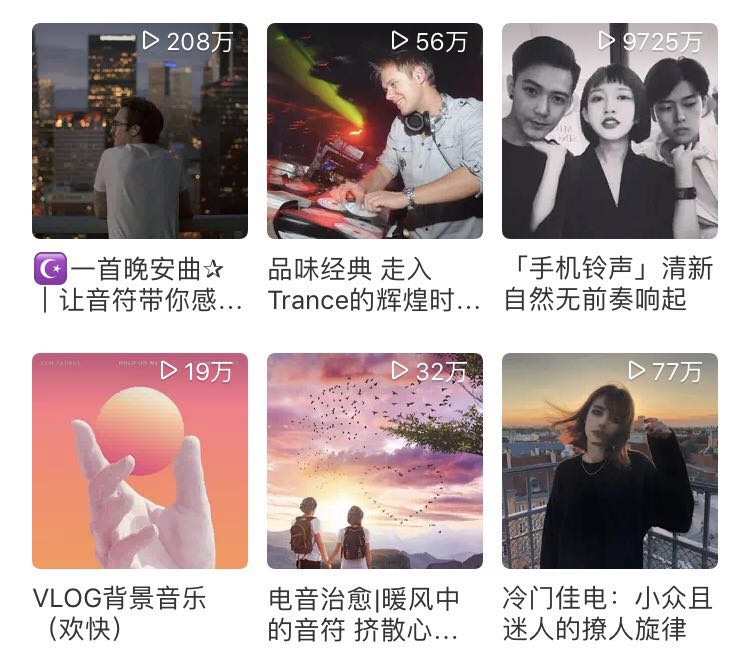 208万
56万
9725万
☪️一首晚安曲✰
｜让音符带你感…
品味经典 走入
Trance的辉煌时…
「手机铃声」清新
自然无前奏响起
19万
32万
77万
VLOG背景音乐
（欢快）
电音治愈|暖风中
的音符 挤散心…
冷门佳电：小众且
迷人的撩人旋律